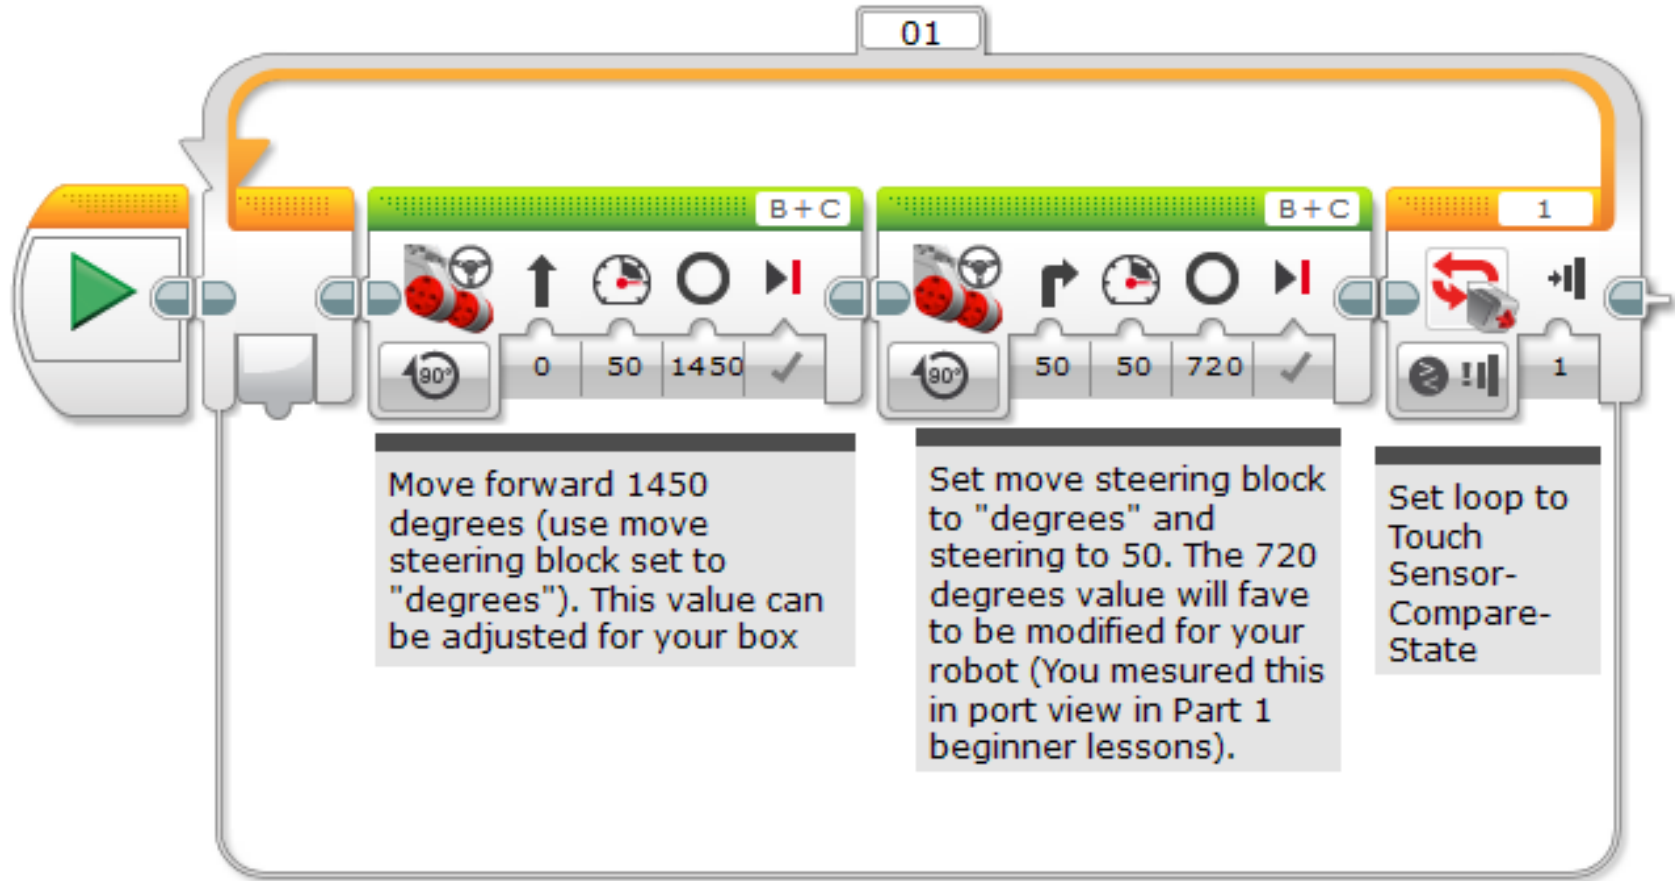 01
B+C
B+C
1
90°
0
50
1450
90°
50
50
720
1
Move forward 1450
degrees (use move
steering block set to
"degrees"). This value can
be adjusted for your box
Set move steering block
to "degrees" and
steering to 50. The 720
degrees value will fave
to be modified for your
robot (You mesured this
in port view in Part 1
beginner lessons).
Set loop to
Touch
Sensor-
Compare-
State